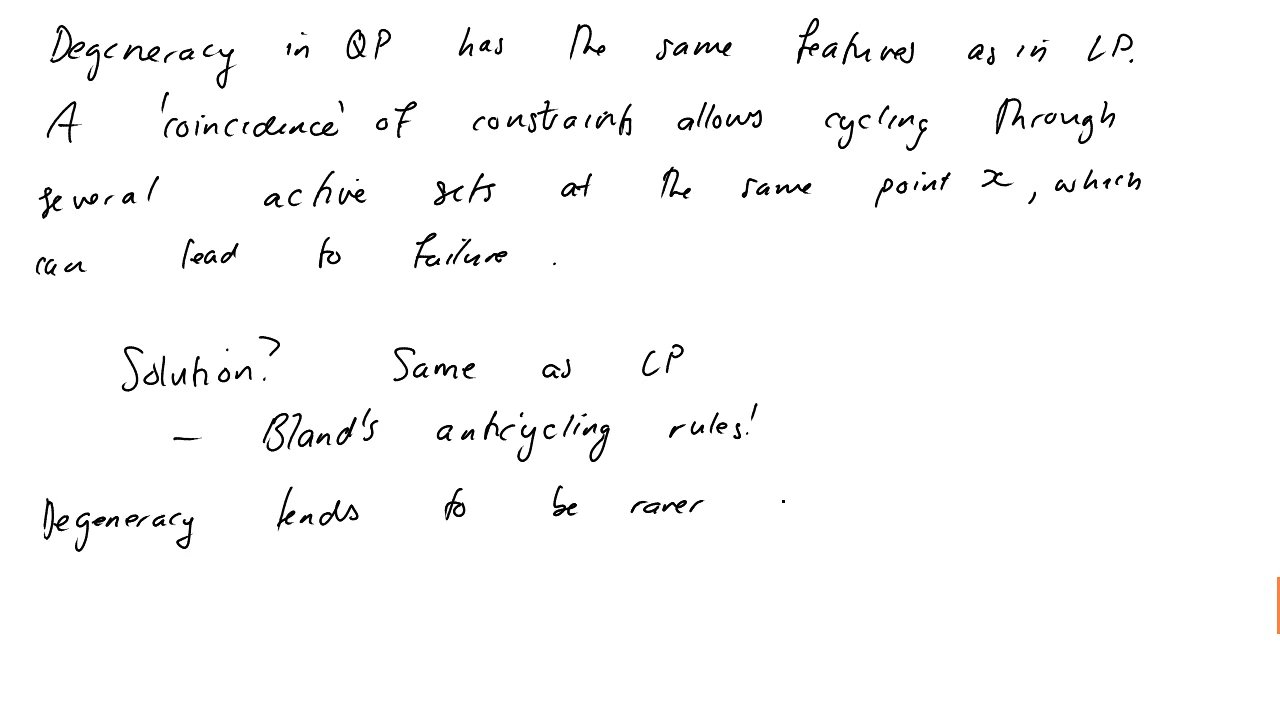 Degeneracy in QP has the same features as in LP.
A 'coincidence' of constraints allows cycling through
several active sets at the same point x, which
can lead to failure.
Solution? Same as LP
— Bland's anticycling rules!
Degeneracy tends to be rarer